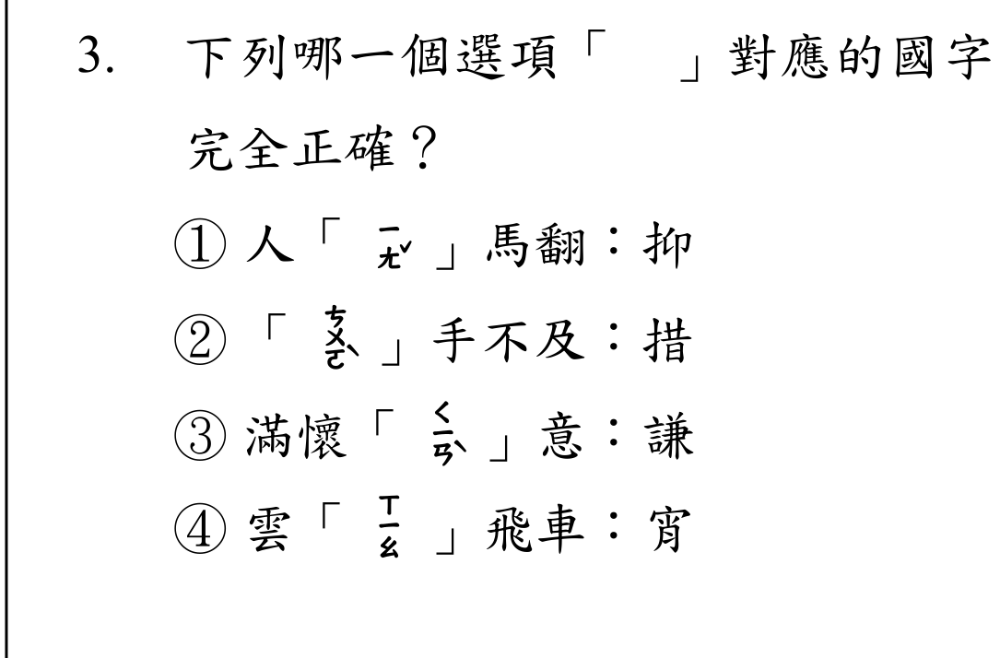 3. 下列哪一個選項「　」對應的國字
完全正確？
① 人「ㄧㄤˇ」馬翻：抑
② 「ㄘㄨㄛˋ」手不及：措
③ 滿懷「ㄑㄧㄢˋ」意：謙
④ 雲「ㄒㄧㄠ」飛車：宵